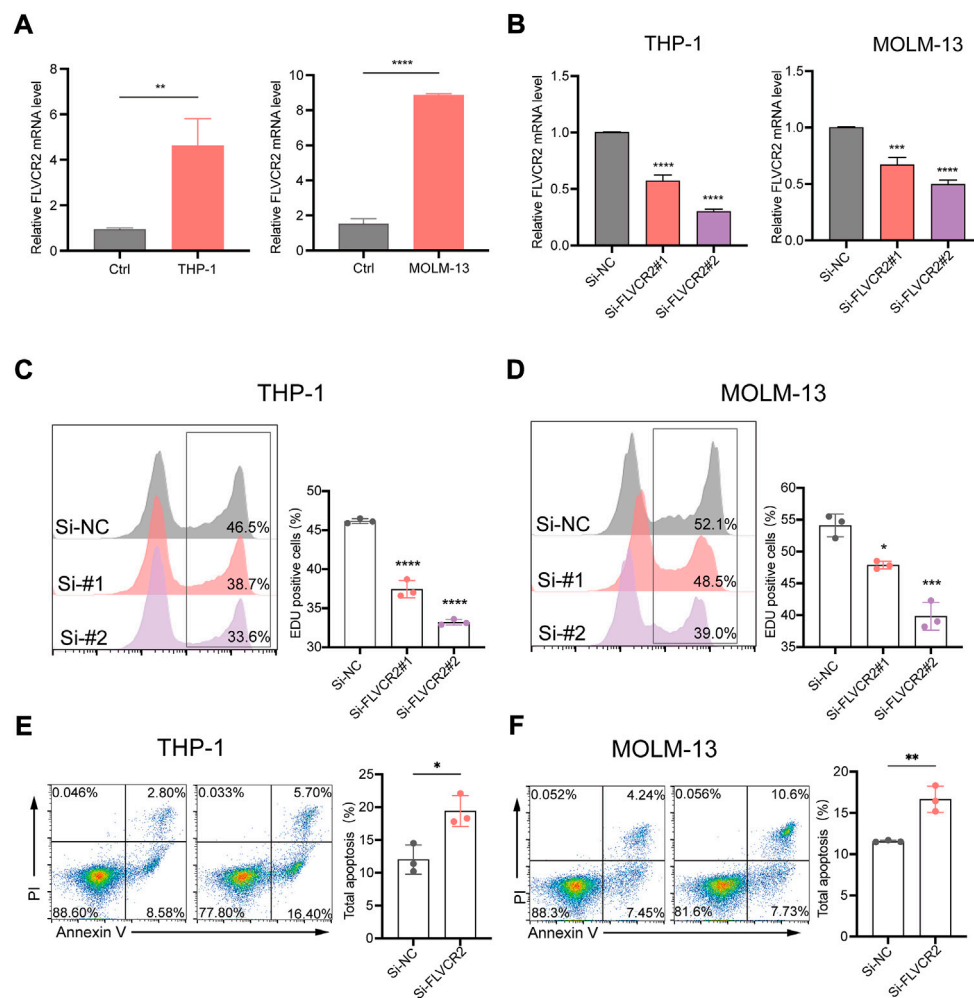 A
Relative FLVCR2 mRNA level
8
6
4
2
0
**
Ctrl
THP-1
Relative FLVCR2 mRNA level
10
8
6
4
2
0
****
Ctrl
MOLM-13
B
THP-1
Relative FLVCR2 mRNA level
1.5
1.0
0.5
0.0
****
****
Si-NC
Si-FLVCR2#1
Si-FLVCR2#2
MOLM-13
Relative FLVCR2 mRNA level
1.5
1.0
0.5
1.0
***
****
Si-NC
Si-FLVCR2#1
Si-FLVCR2#2
C
THP-1
Si-NC
46.5%
Si-#1
38.7%
Si-#2
33.6%
EDU positive cells (%)
50
45
40
35
30
****
****
Si-NC
Si-FLVCR2#1
Si-FLVCR2#2
D
MOLM-13
Si-NC
52.1%
Si-#1
48.5%
Si-#2
39.0%
EDU positive cells (%)
60
55
50
45
40
35
*
***
Si-NC
Si-FLVCR2#1
Si-FLVCR2#2
E
THP-1
0.046%
2.80%
88.60%
8.58%
0.033%
5.70%
77.80%
16.40%
PI
Annexin V
Total apoptosis (%)
25
20
15
10
5
0
*
Si-NC
Si-FLVCR2
F
MOLM-13
0.052%
4.24%
88.3%
7.45%
0.056%
10.6%
81.6%
7.73%
PI
Annexin V
Total apoptosis (%)
20
15
10
5
0
**
Si-NC
Si-FLVCR2